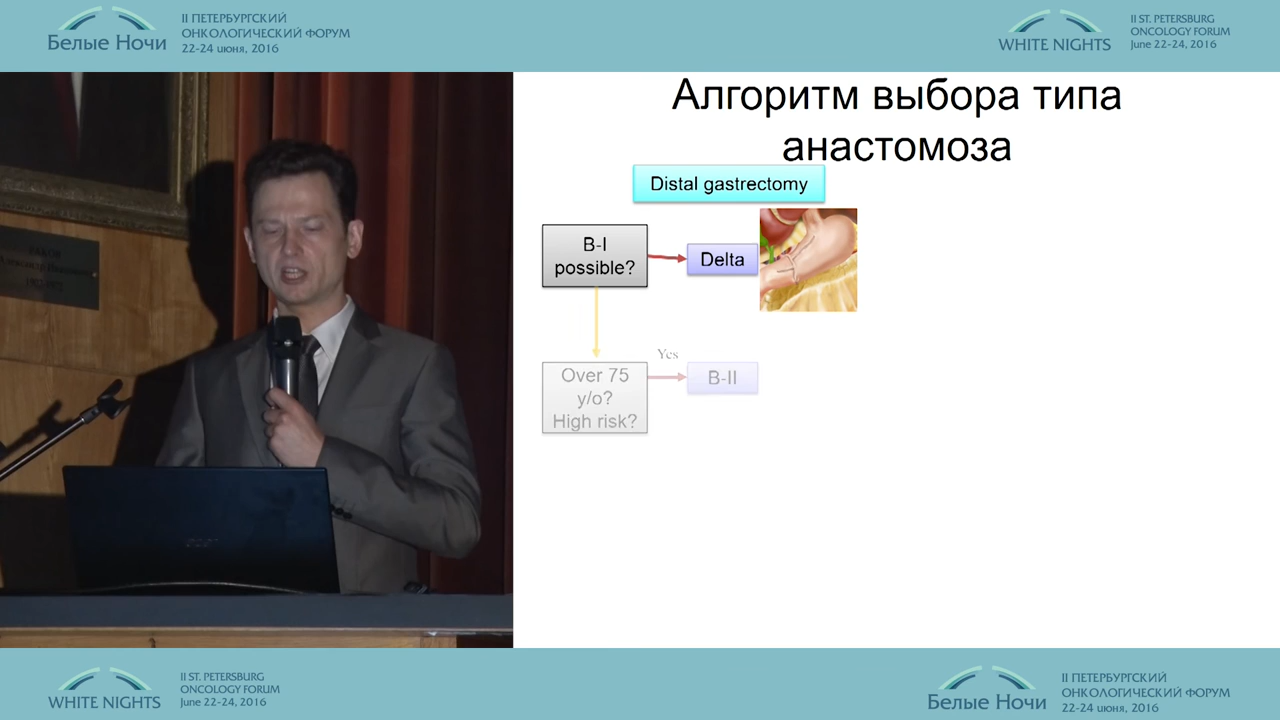 Белые Ночи
II ПЕТЕРБУРГСКИЙ
ОНКОЛОГИЧЕСКИЙ ФОРУМ
22-24 июня, 2016
WHITE NIGHTS
II ST. PETERSBURG
ONCOLOGY FORUM
June 22-24, 2016
Алгоритм выбора типа
анастомоза
Distal gastrectomy
B-I
possible?
Delta
Over 75
y/o?
High risk?
Yes
B-II
WHITE NIGHTS
II ST. PETERSBURG
ONCOLOGY FORUM
June 22-24, 2016
Белые Ночи
II ПЕТЕРБУРГСКИЙ
ОНКОЛОГИЧЕСКИЙ ФОРУМ
22-24 июня, 2016